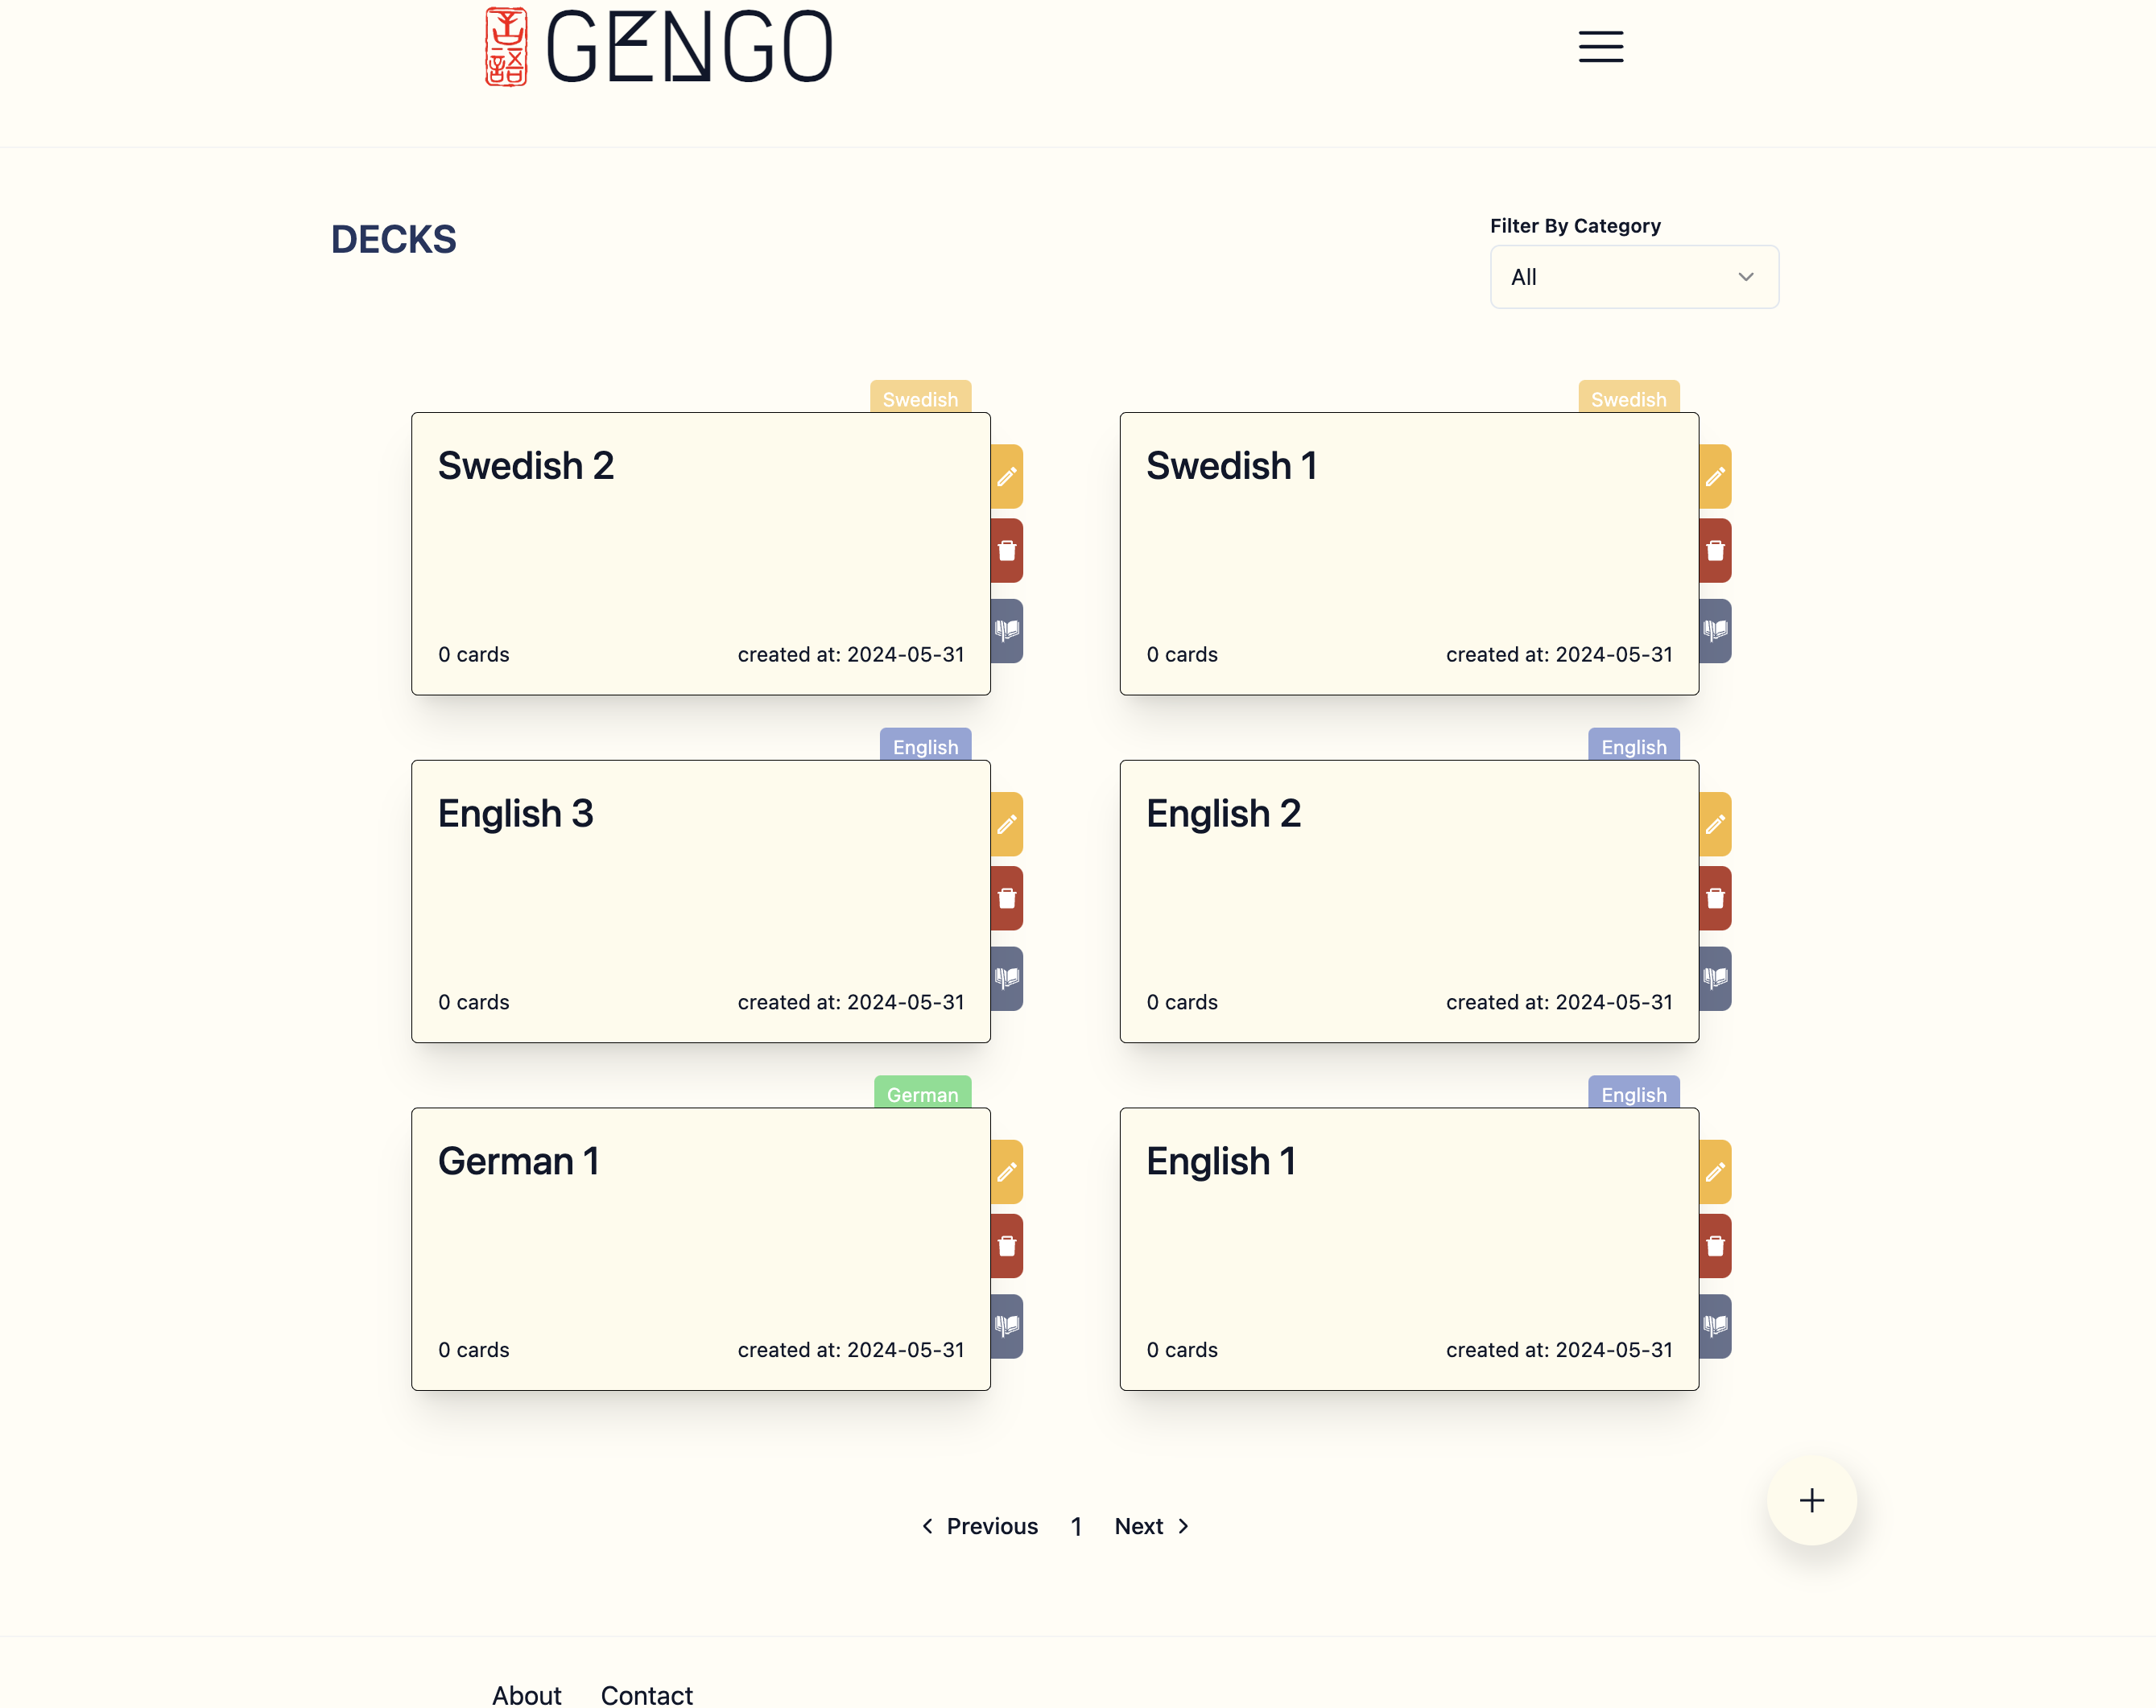 GENGO
DECKS
Filter By Category
All
Swedish
Swedish
Swedish 2
Swedish 1
0 cards created at: 2024-05-31
0 cards created at: 2024-05-31
English
English
English 3
English 2
0 cards created at: 2024-05-31
0 cards created at: 2024-05-31
German
English
German 1
English 1
0 cards created at: 2024-05-31
0 cards created at: 2024-05-31
Previous 1 Next
About Contact